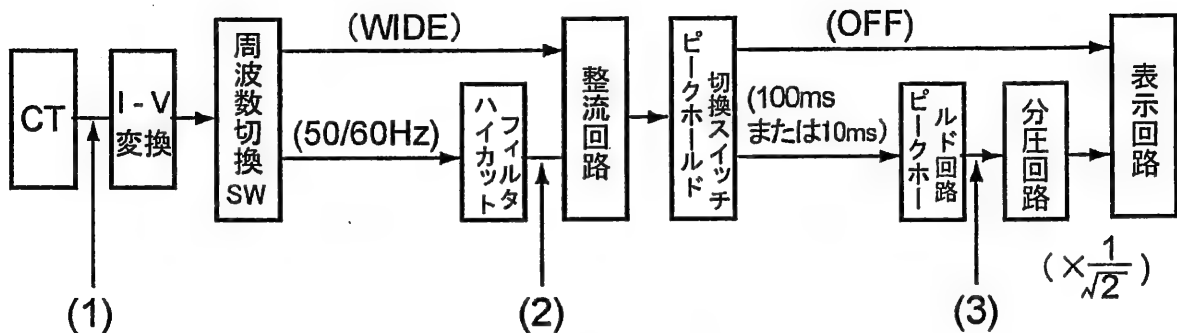 CT
I - V
変換
周波数切換
SW
(WIDE)
(50/60Hz)
ハイカット
フィルタ
整流回路
ピークホールド
切換スイッチ
(OFF)
(100ms
または10ms)
ピークホー
ルド回路
分圧回路
表示回路
(×1/√2)
(1)
(2)
(3)